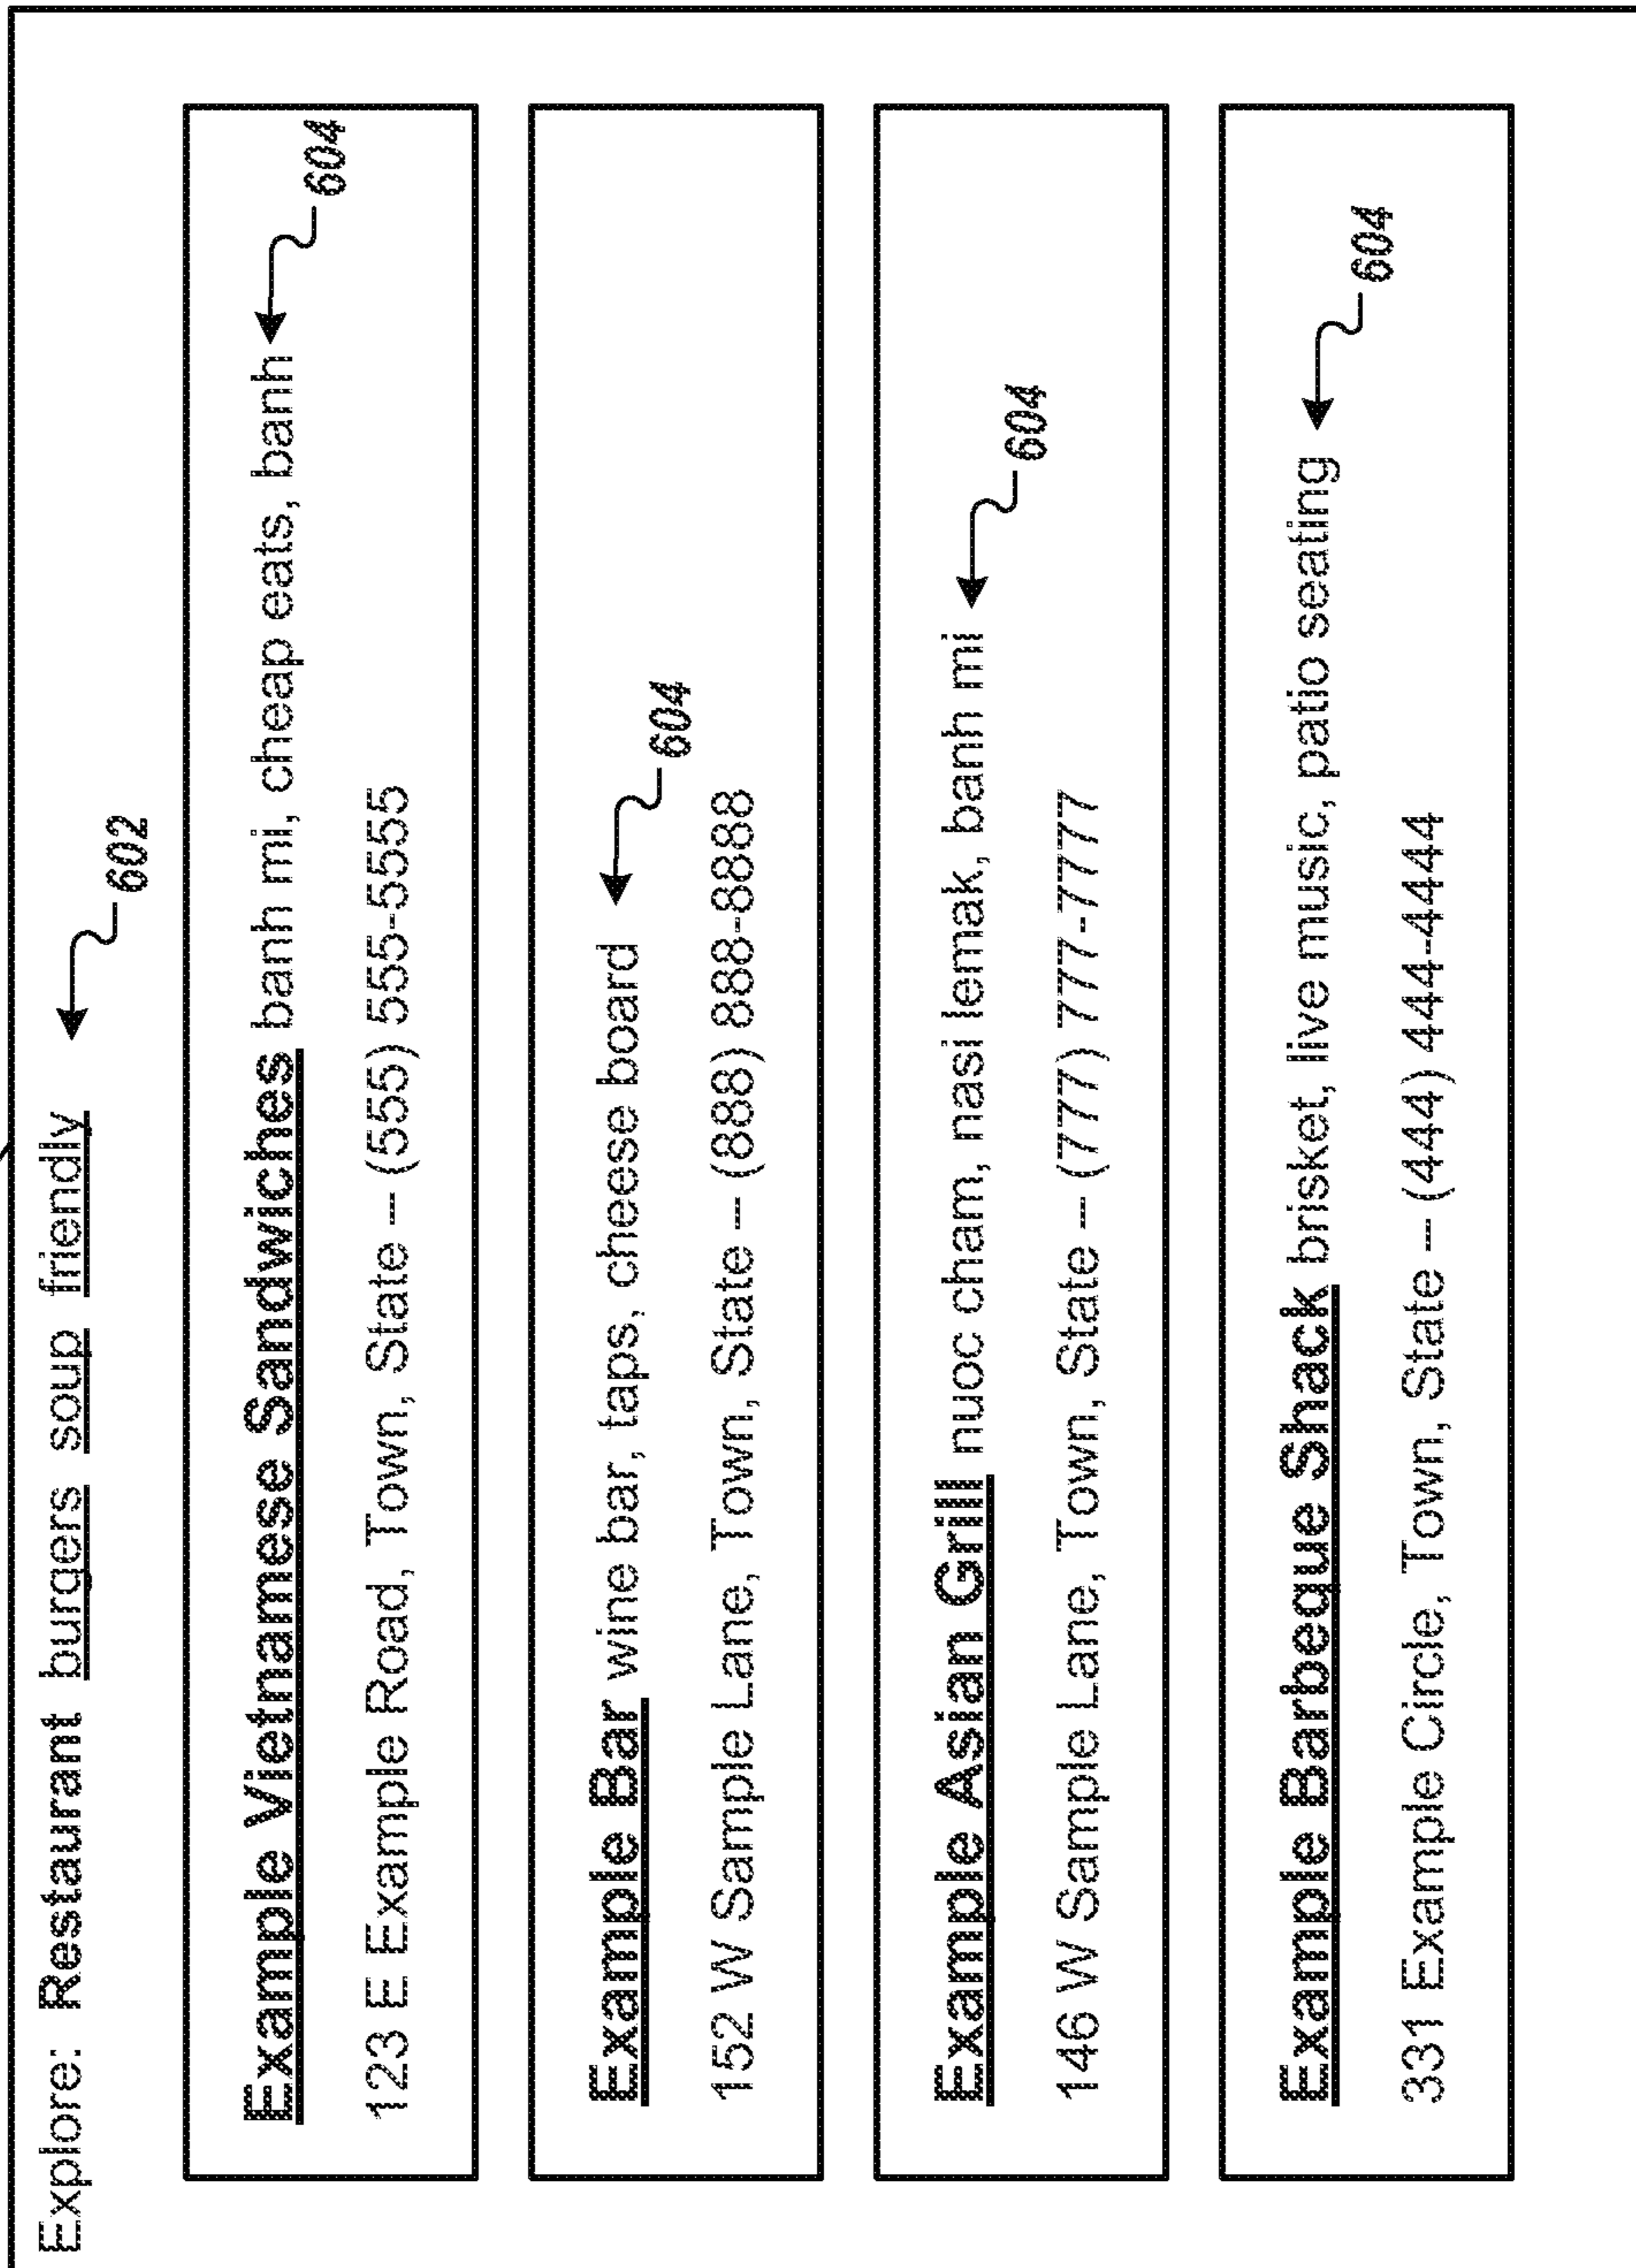 Explore: Restaurant burgers soup friendly
602
Example Vietnamese Sandwiches banh mi, cheap eats, banh
604
123 E Example Road, Town, State -- (555) 555-5555
Example Bar wine bar, taps, cheese board
604
152 W Sample Lane, Town, State -- (888) 888-8888
Example Asian Grill nuoc cham, nasi lemak, banh mi
604
146 W Sample Lane, Town, State -- (777) 777-7777
Example Barbeque Shack brisket, live music, patio seating
604
331 Example Circle, Town, State -- (444) 444-4444